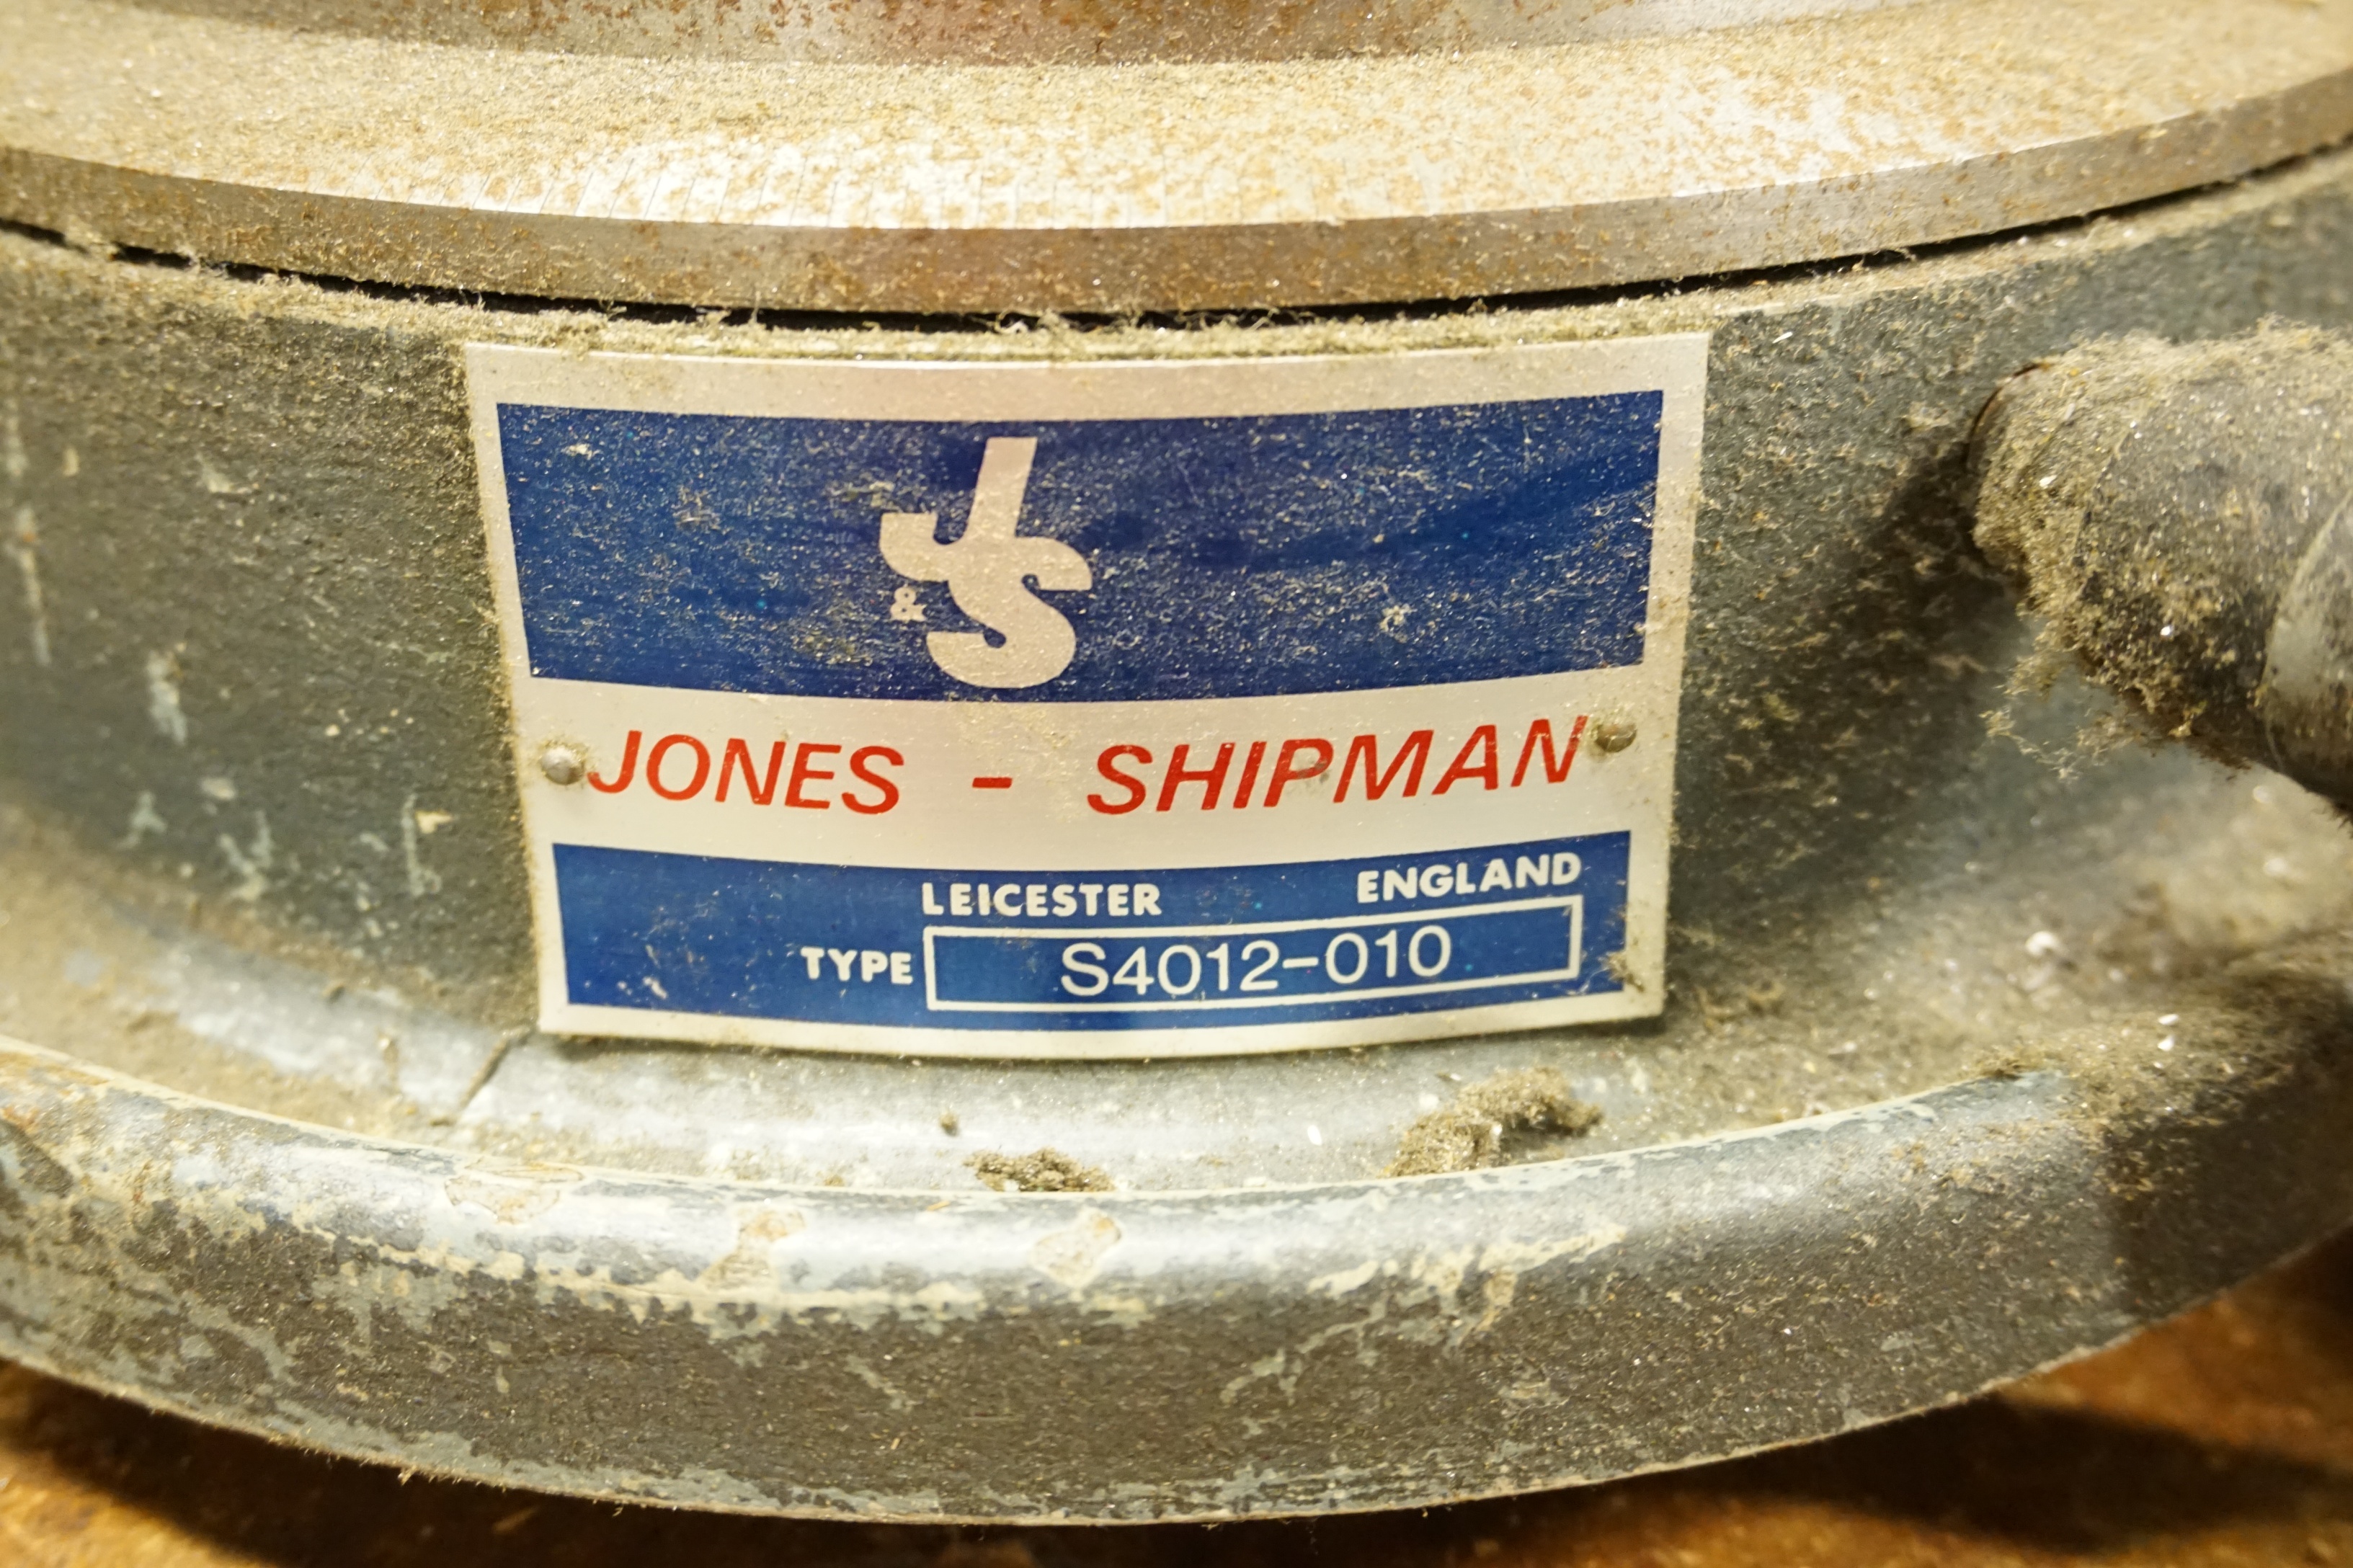 J
&S
JONES - SHIPMAN
LEICESTER ENGLAND
TYPE S4012-010